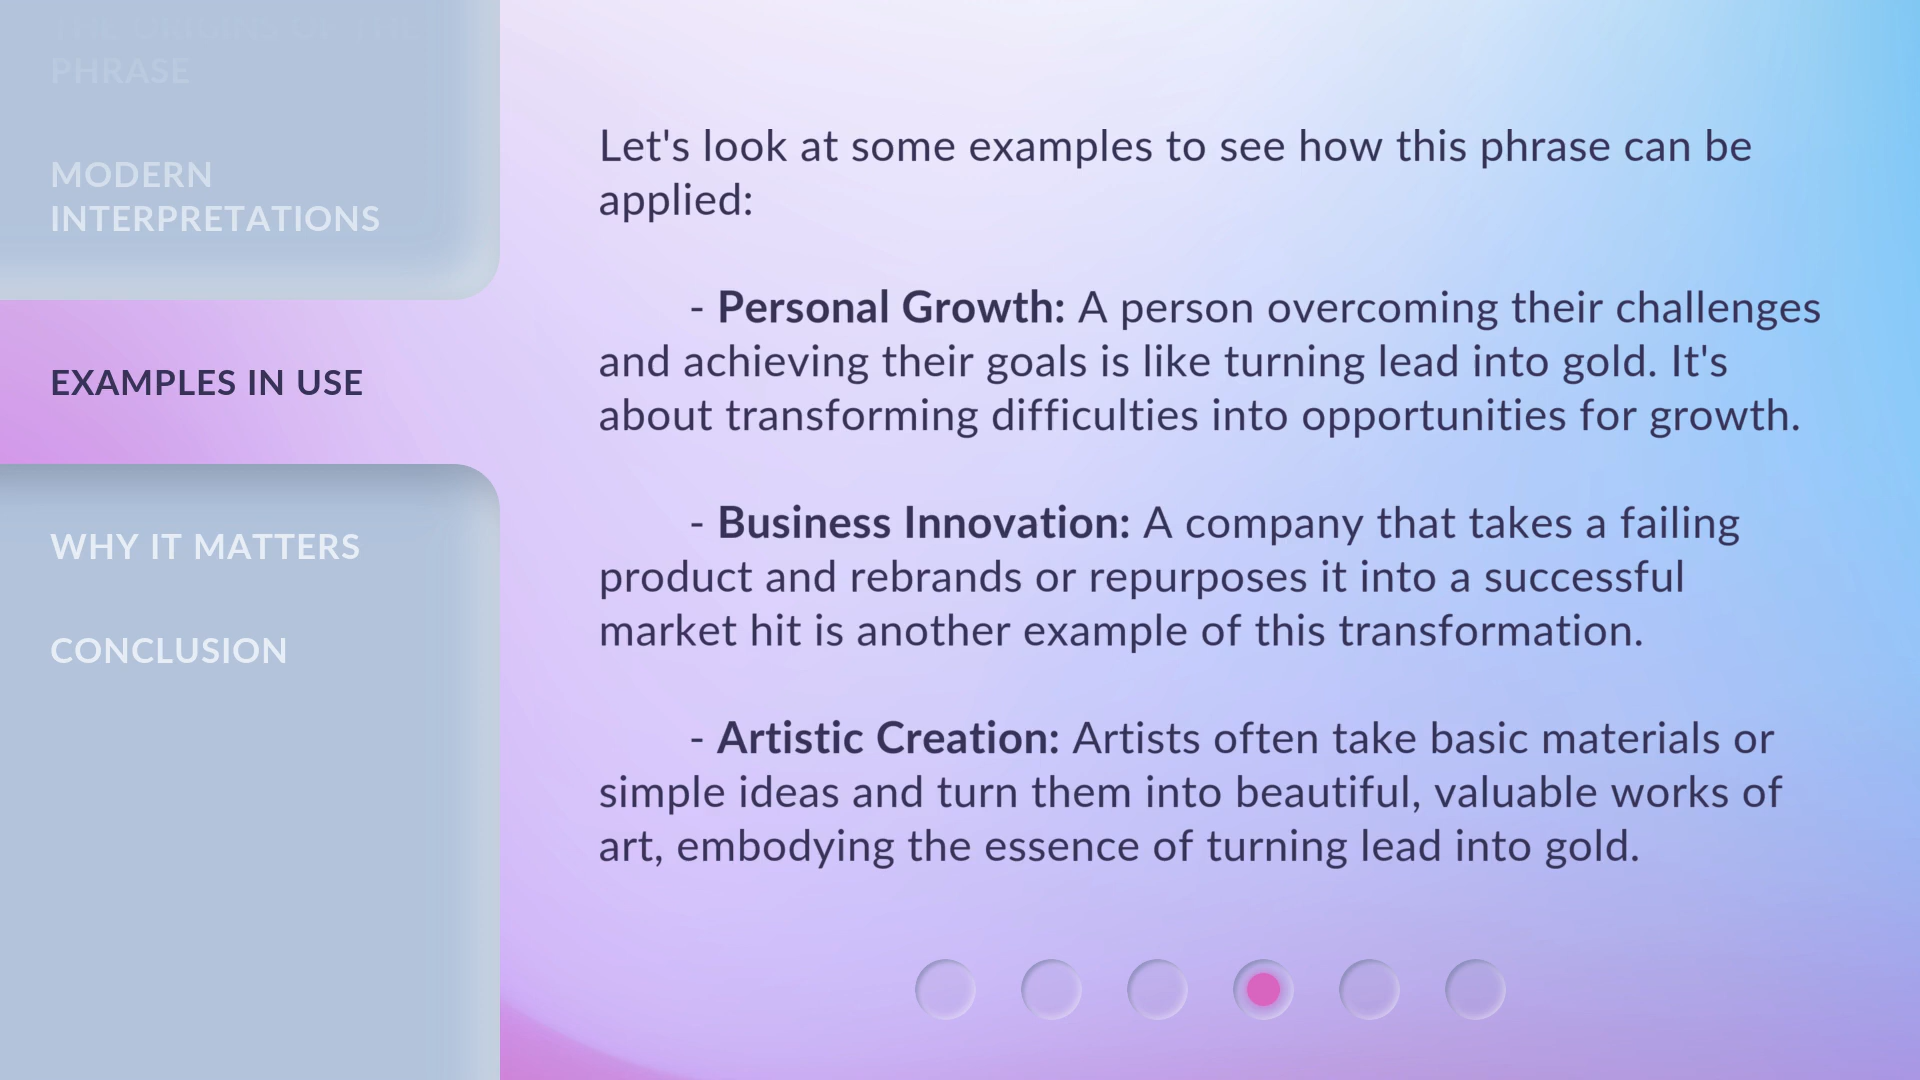 THE ORIGINS OF THE
PHRASE
MODERN
INTERPRETATIONS
EXAMPLES IN USE
WHY IT MATTERS
CONCLUSION
Let's look at some examples to see how this phrase can be
applied:
- Personal Growth: A person overcoming their challenges
and achieving their goals is like turning lead into gold. It's
about transforming difficulties into opportunities for growth.
- Business Innovation: A company that takes a failing
product and rebrands or repurposes it into a successful
market hit is another example of this transformation.
- Artistic Creation: Artists often take basic materials or
simple ideas and turn them into beautiful, valuable works of
art, embodying the essence of turning lead into gold.